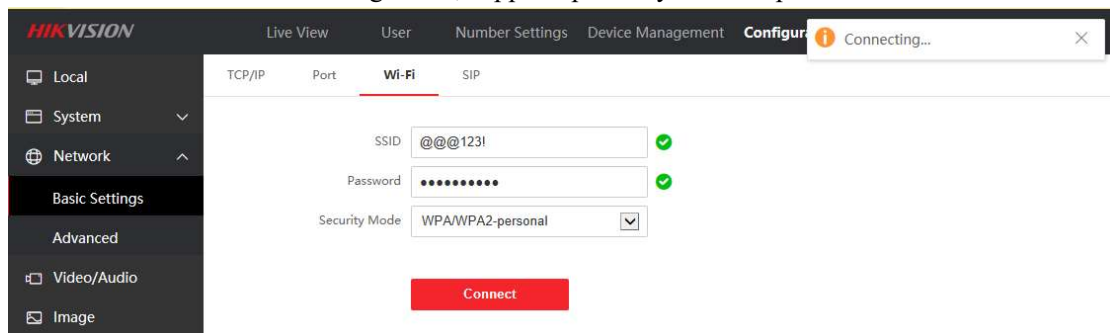 HIKVISION
Live View User Number Settings Device Management Configur
Connecting...
Local
System
Network
Basic Settings
Advanced
Video/Audio
Image
TCP/IP Port Wi-Fi SIP
SSID @@@123!
Password ••••••••••
Security Mode WPA/WPA2-personal
Connect